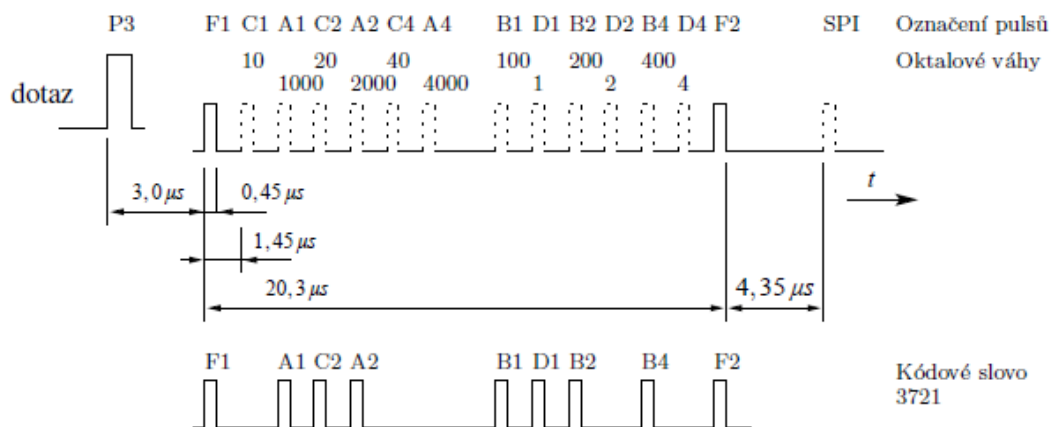 P3 F1 C1 A1 C2 A2 C4 A4 B1 D1 B2 D2 B4 D4 F2 SPI Označení pulsů
10 20 40 100 200 400 Oktalové váhy
1000 2000 4000 1 2 4
dotaz
3,0 μs 0,45 μs t
1,45 μs
20,3 μs 4,35 μs
F1 A1 C2 A2 B1 D1 B2 B4 F2 Kódové slovo
3721